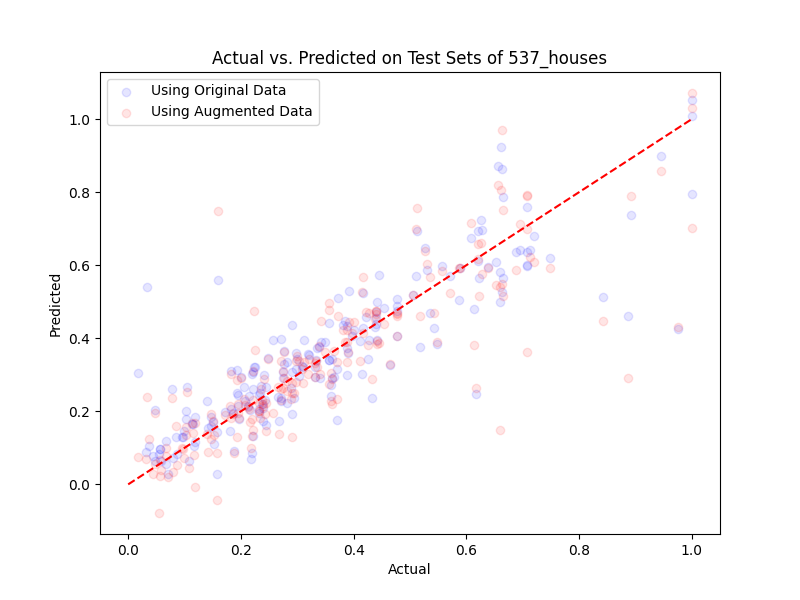 Actual vs. Predicted on Test Sets of 537_houses
Using Original Data
Using Augmented Data
Predicted
1.0
0.8
0.6
0.4
0.2
0.0
0.0 0.2 0.4 0.6 0.8 1.0
Actual